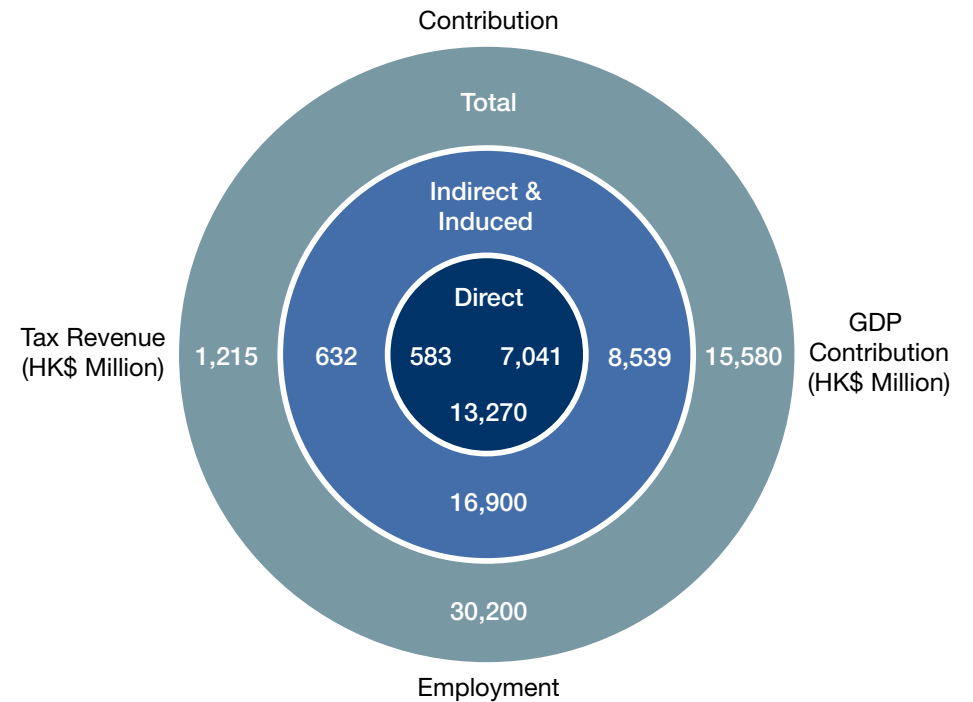 Contribution
Total
Indirect &
Induced
Direct
Tax Revenue
(HK$ Million)
1,215
632
583
7,041
8,539
15,580
GDP
Contribution
(HK$ Million)
13,270
16,900
30,200
Employment